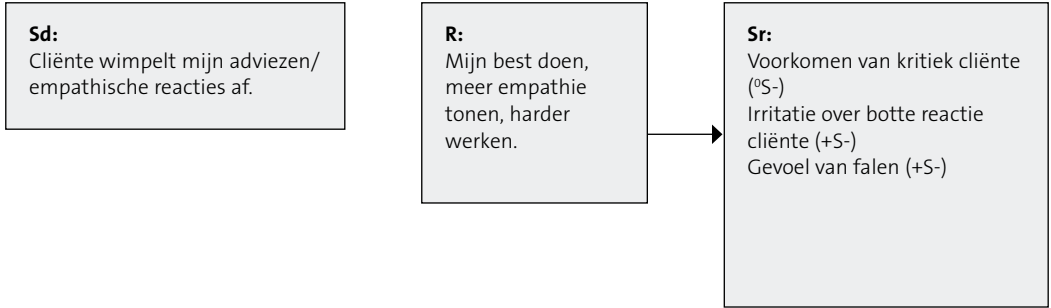 Sd:
Cliënte wimpelt mijn adviezen/
empathische reacties af.
R:
Mijn best doen,
meer empathie
tonen, harder
werken.
Sr:
Voorkomen van kritiek cliënte
(⁰S-)
Irritatie over botte reactie
cliënte (+S-)
Gevoel van falen (+S-)